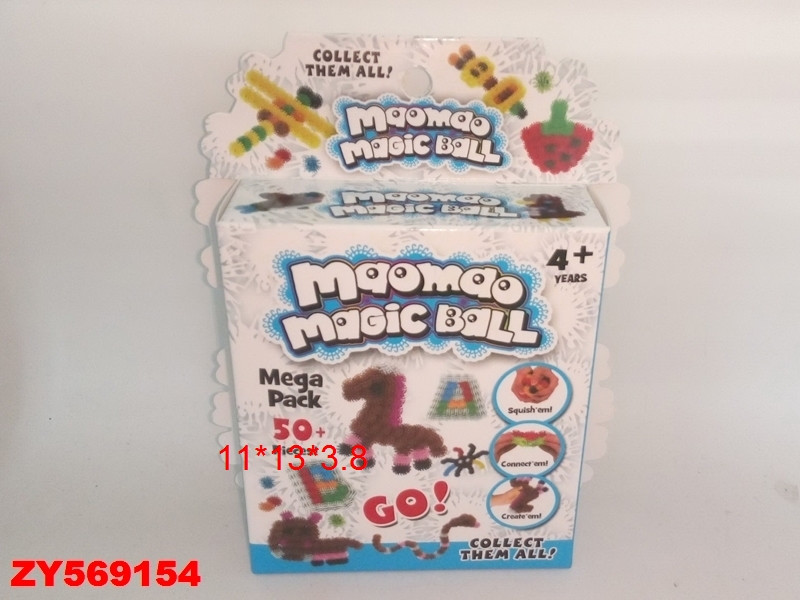 COLLECT
THEM ALL!
maomao
magic Ball
maomao
magic Ball
maomao
magic Ball
4+
YEARS
Mega
Pack
50+
Pieces
11*13*3.8
Squish'em!
Connect'em!
Create'em!
GO!
COLLECT
THEM ALL!
ZY569154